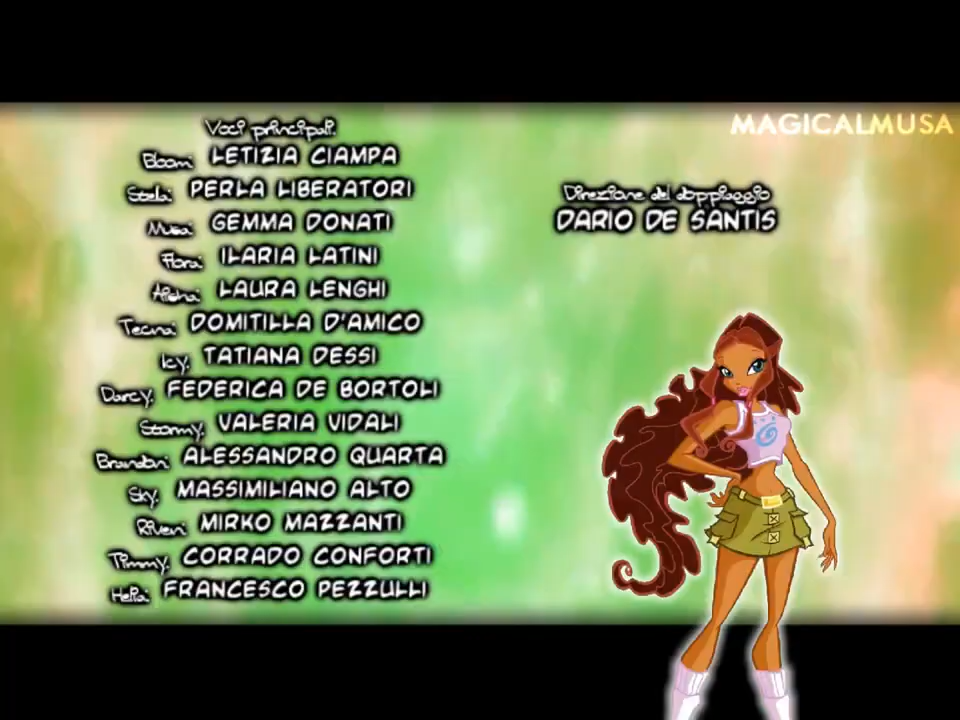 Voci principali:
Bloom: LETIZIA CIAMPA
Stella: PERLA LIBERATORI
Musa: GEMMA DONATI
Flora: ILARIA LATINI
Aisha: LAURA LENGHI
Tecna: DOMITILLA D'AMICO
Icy: TATIANA DESSI
Darcy: FEDERICA DE BORTOLI
Stormy: VALERIA VIDALI
Brandon: ALESSANDRO QUARTA
Sky: MASSIMILIANO ALTO
Riven: MIRKO MAZZANTI
Timmy: CORRADO CONFORTI
Helia: FRANCESCO PEZZULLI
MAGICALMUSA
Direzione del doppiaggio
DARIO DE SANTIS